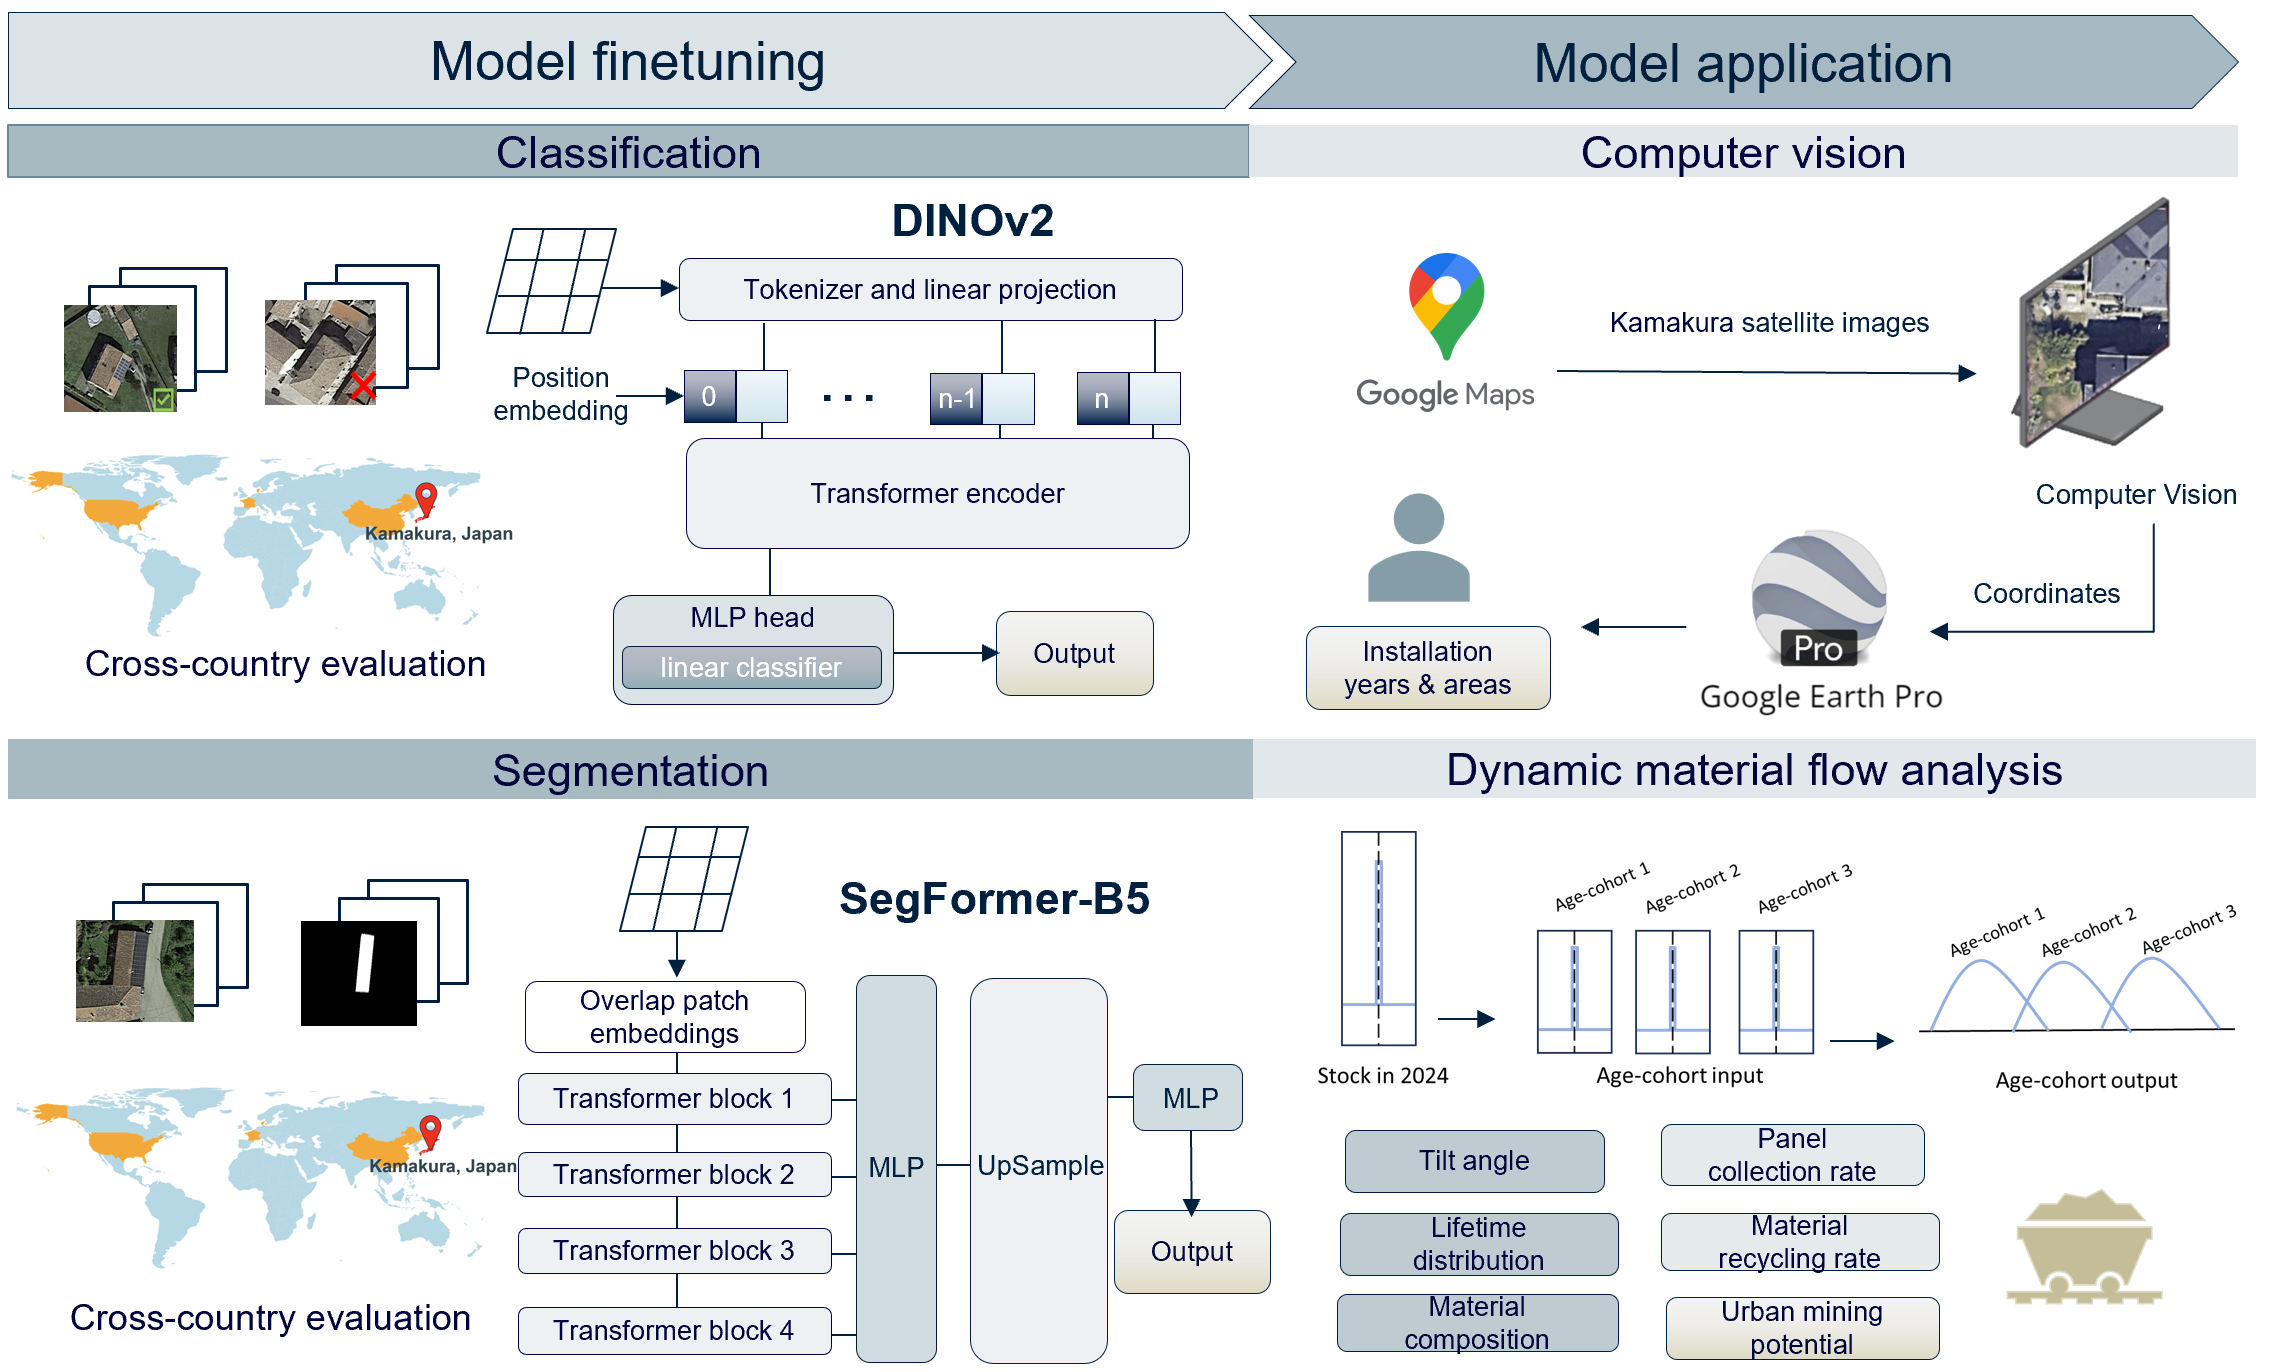 Model finetuning
Model application
Classification
Computer vision
DINOv2
Tokenizer and linear projection
Position
embedding
0
...
n-1
n
Transformer encoder
MLP head
linear classifier
Output
Kamakura, Japan
Cross-country evaluation
Google Maps
Kamakura satellite images
Computer Vision
Coordinates
Pro
Google Earth Pro
Installation
years & areas
Segmentation
Dynamic material flow analysis
SegFormer-B5
Overlap patch
embeddings
Transformer block 1
Transformer block 2
Transformer block 3
Transformer block 4
MLP
UpSample
MLP
Output
Kamakura, Japan
Cross-country evaluation
Stock in 2024
Age-cohort 1
Age-cohort 2
Age-cohort 3
Age-cohort input
Age-cohort 1
Age-cohort 2
Age-cohort 3
Age-cohort output
Tilt angle
Panel
collection rate
Lifetime
distribution
Material
recycling rate
Material
composition
Urban mining
potential